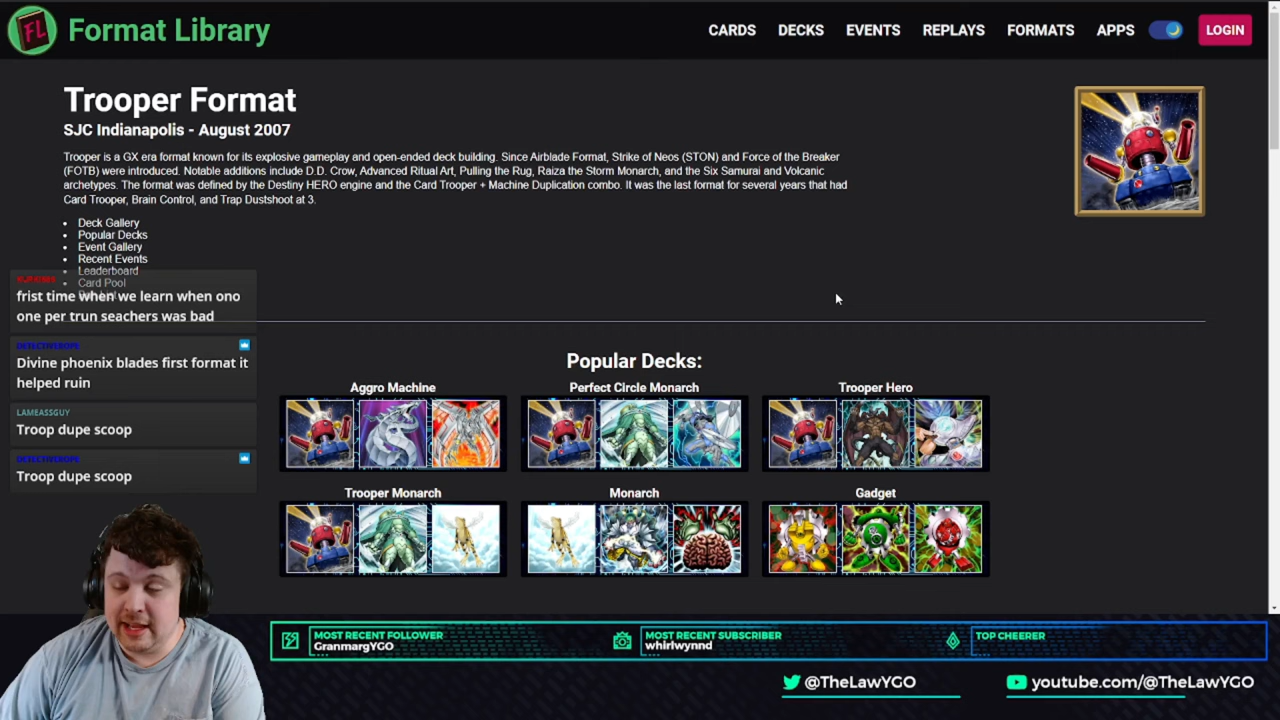 Format Library
CARDS DECKS EVENTS REPLAYS FORMATS APPS LOGIN
Trooper Format
SJC Indianapolis - August 2007
Trooper is a GX era format known for its explosive gameplay and open-ended deck building. Since Airblade Format, Strike of Neos (STON) and Force of the Breaker
(FOTB) were introduced. Notable additions include D.D. Crow, Advanced Ritual Art, Pulling the Rug, Raiza the Storm Monarch, and the Six Samurai and Volcanic
archetypes. The format was defined by the Destiny HERO engine and the Card Trooper + Machine Duplication combo. It was the last format for several years that had
Card Trooper, Brain Control, and Trap Dustshoot at 3.
Deck Gallery
Popular Decks
Event Gallery
Recent Events
Leaderboard
Card Pool
frist time when we learn when ono
one per trun seachers was bad
Divine phoenix blades first format it
helped ruin
LAMEASSGUY
Troop dupe scoop
Troop dupe scoop
Popular Decks:
Aggro Machine
Perfect Circle Monarch
Trooper Hero
Trooper Monarch
Monarch
Gadget
MOST RECENT FOLLOWER
GranmargYGO
MOST RECENT SUBSCRIBER
whirlwynnd
TOP CHEERER
@TheLawYGO
youtube.com/@TheLawYGO